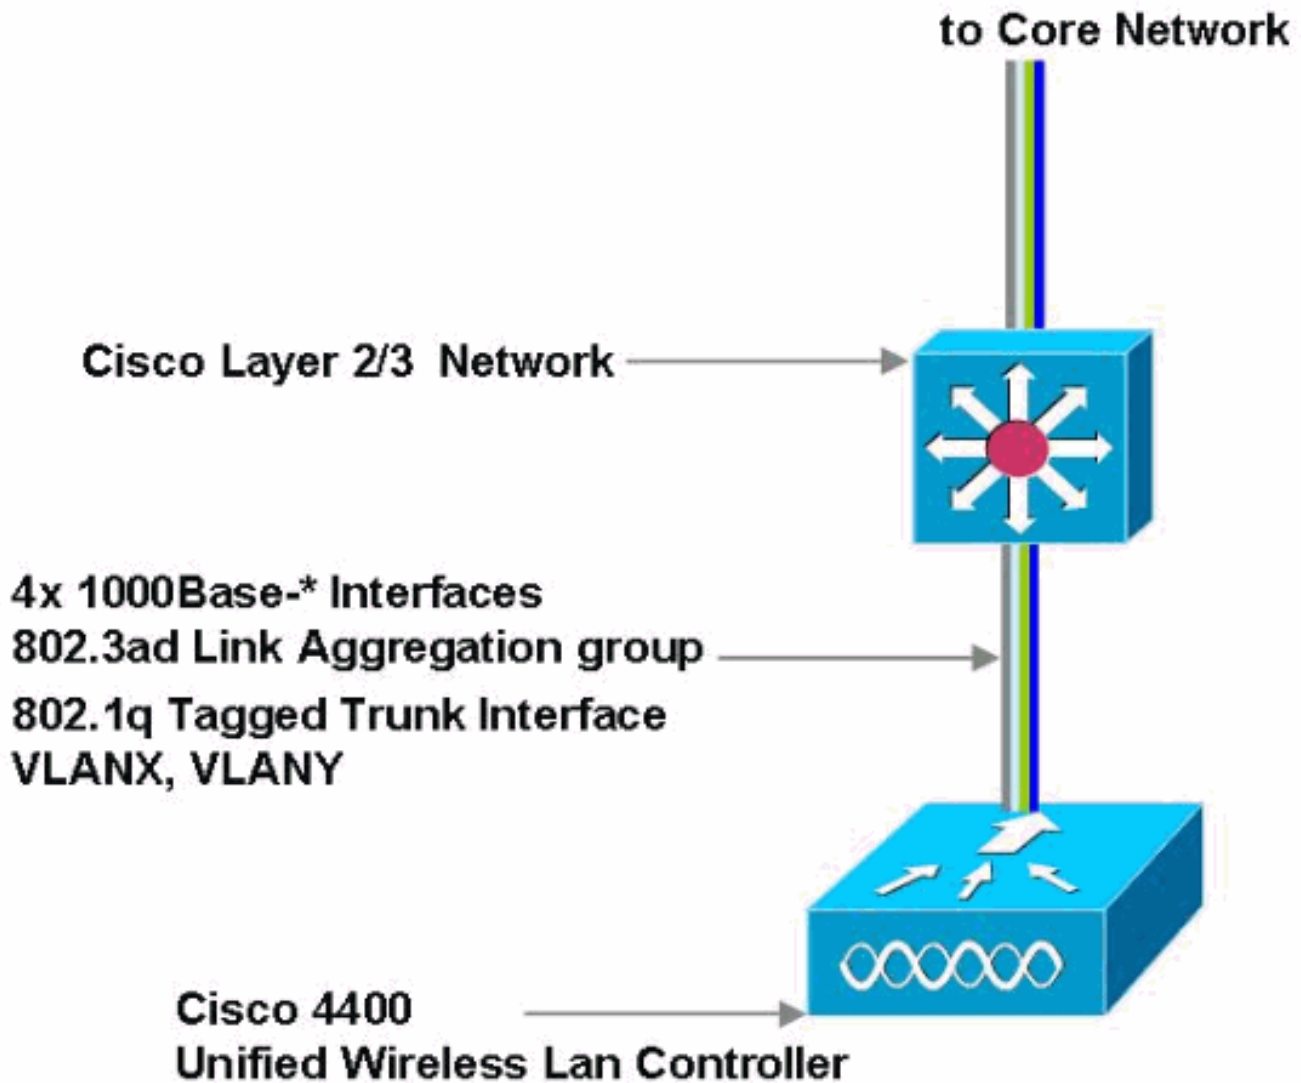 to Core Network
Cisco Layer 2/3 Network
4x 1000Base-* Interfaces
802.3ad Link Aggregation group
802.1q Tagged Trunk Interface
VLANX, VLANY
Cisco 4400
Unified Wireless Lan Controller